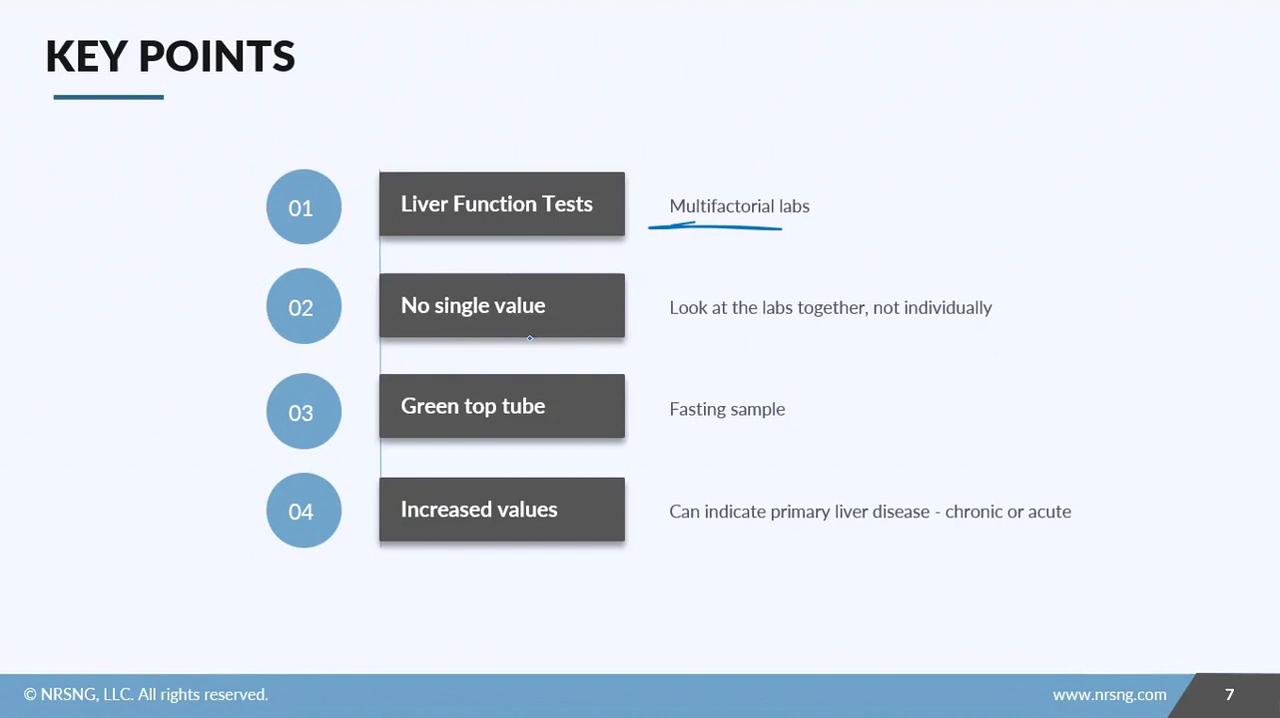 KEY POINTS
01 Liver Function Tests Multifactorial labs
02 No single value Look at the labs together, not individually
03 Green top tube Fasting sample
04 Increased values Can indicate primary liver disease - chronic or acute
© NRSNG, LLC. All rights reserved. www.nrsng.com 7